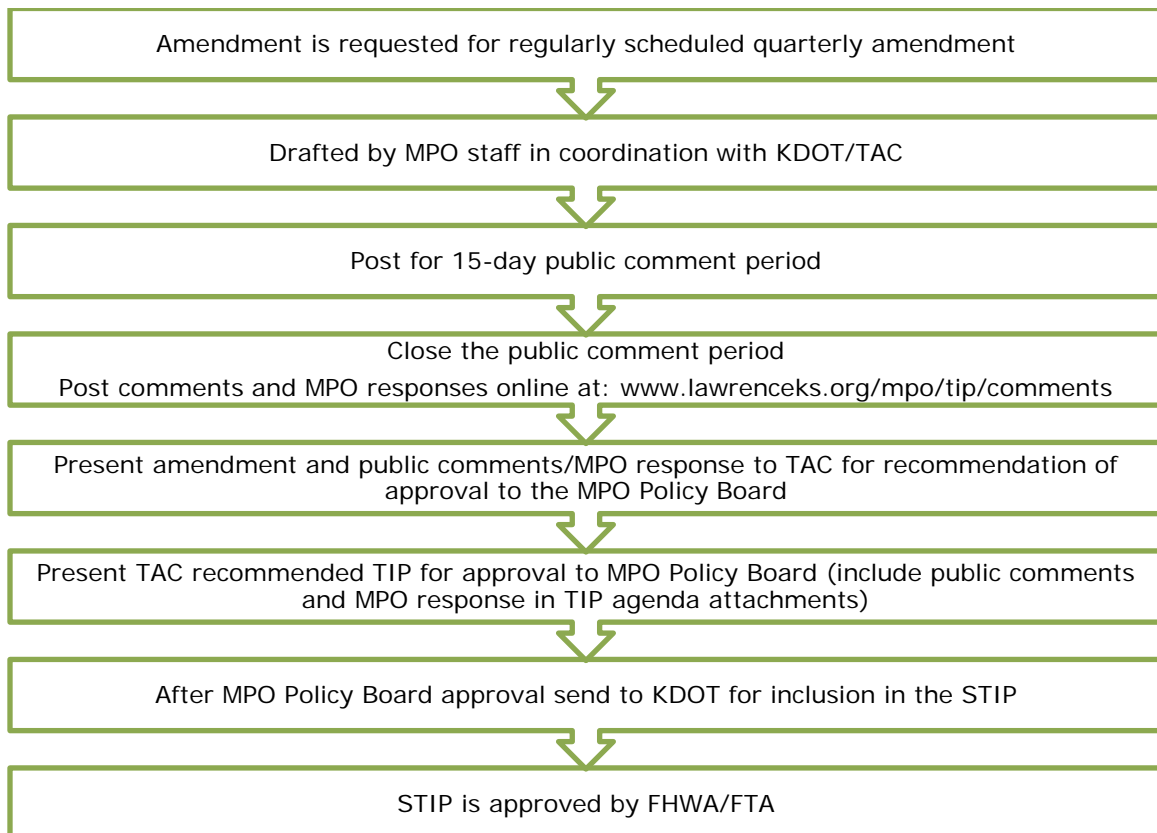 Amendment is requested for regularly scheduled quarterly amendment
Drafted by MPO staff in coordination with KDOT/TAC
Post for 15-day public comment period
Close the public comment period
Post comments and MPO responses online at: www.lawrenceks.org/mpo/tip/comments
Present amendment and public comments/MPO response to TAC for recommendation of
approval to the MPO Policy Board
Present TAC recommended TIP for approval to MPO Policy Board (include public comments
and MPO response in TIP agenda attachments)
After MPO Policy Board approval send to KDOT for inclusion in the STIP
STIP is approved by FHWA/FTA